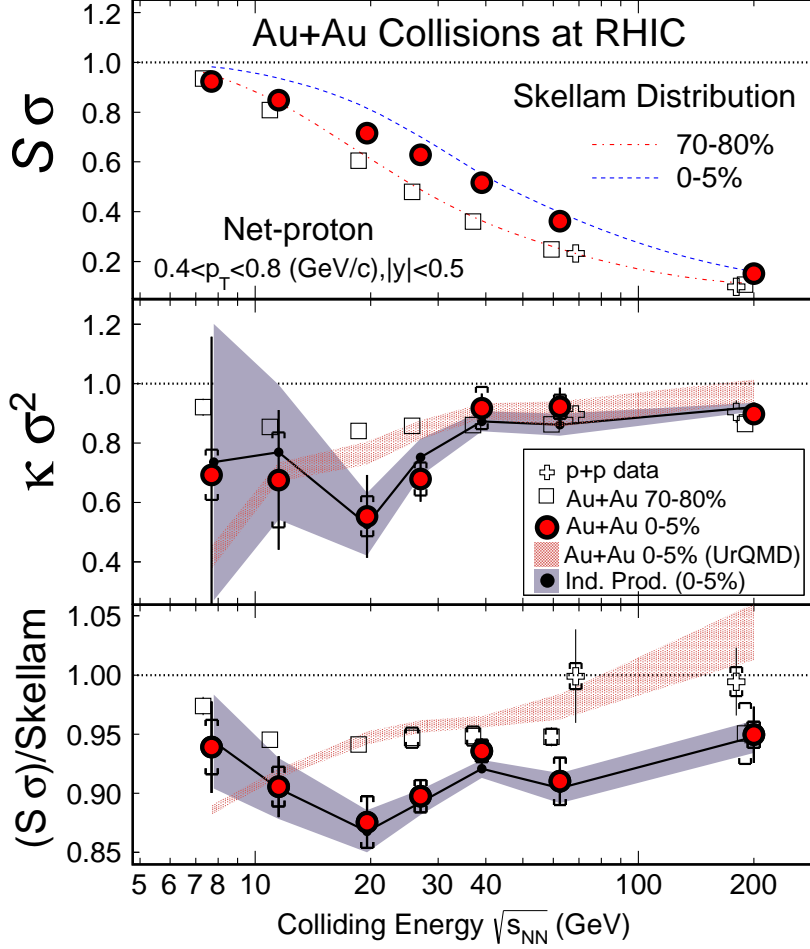 Au+Au Collisions at RHIC
S σ
1.2
1.0
0.8
0.6
0.4
0.2
Skellam Distribution
70-80%
0-5%
Net-proton
0.4<p_T<0.8 (GeV/c),|y|<0.5
κ σ²
1.2
1.0
0.8
0.6
0.4
p+p data
Au+Au 70-80%
Au+Au 0-5%
Au+Au 0-5% (UrQMD)
Ind. Prod. (0-5%)
(S σ)/Skellam
1.05
1.00
0.95
0.90
0.85
5 6 7 8 10 20 30 40 100 200
Colliding Energy √s_NN (GeV)